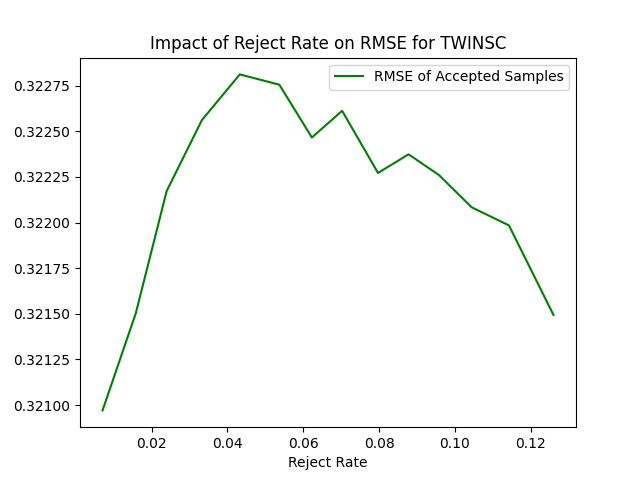 Impact of Reject Rate on RMSE for TWINSC
RMSE of Accepted Samples
0.32275
0.32250
0.32225
0.32200
0.32175
0.32150
0.32125
0.32100
0.02 0.04 0.06 0.08 0.10 0.12
Reject Rate